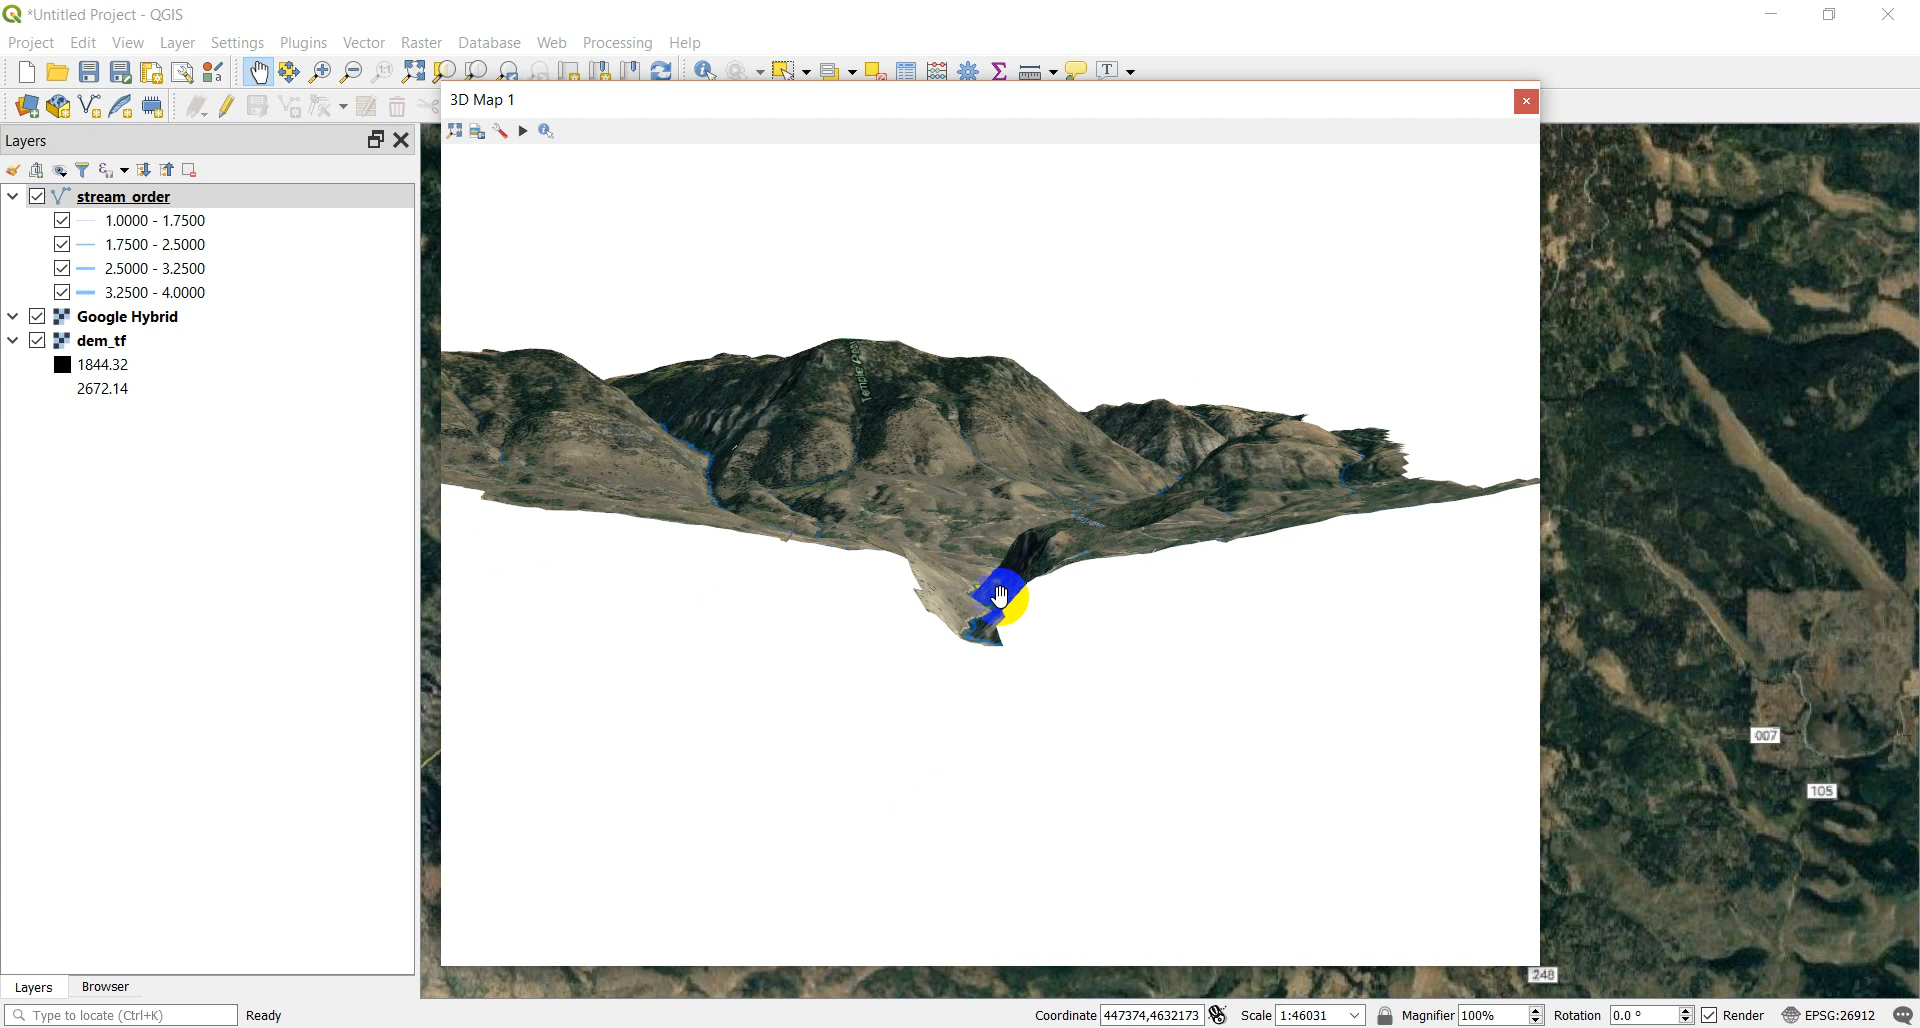 *Untitled Project - QGIS
Project Edit View Layer Settings Plugins Vector Raster Database Web Processing Help
3D Map 1
Layers
stream_order
1.0000 - 1.7500
1.7500 - 2.5000
2.5000 - 3.2500
3.2500 - 4.0000
Google Hybrid
dem_tf
1844.32
2672.14
007
105
248
Layers Browser
Type to locate (Ctrl+K) Ready Coordinate 447374,4632173 Scale 1:46031 Magnifier 100% Rotation 0.0 ° Render EPSG:26912